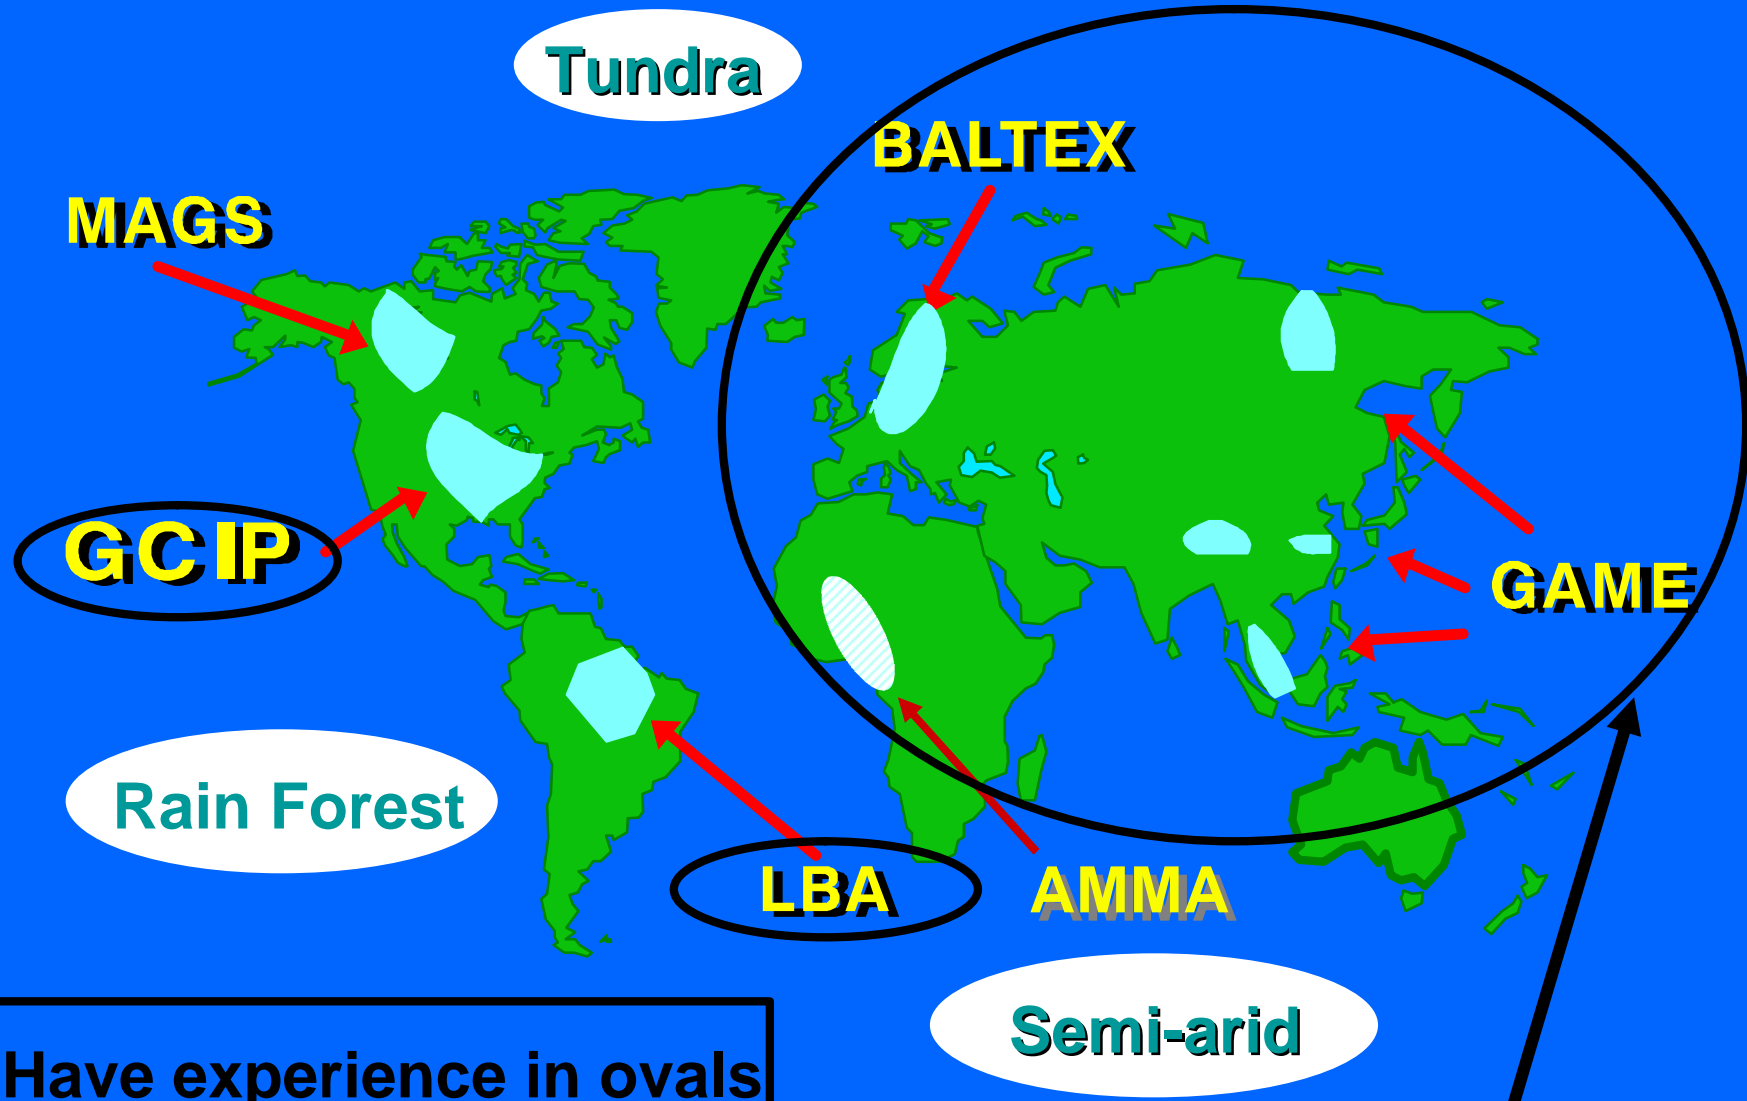 Tundra
BALTEX
MAGS
GCIP
GAME
Rain Forest
LBA
AMMA
Semi-arid
Have experience in ovals